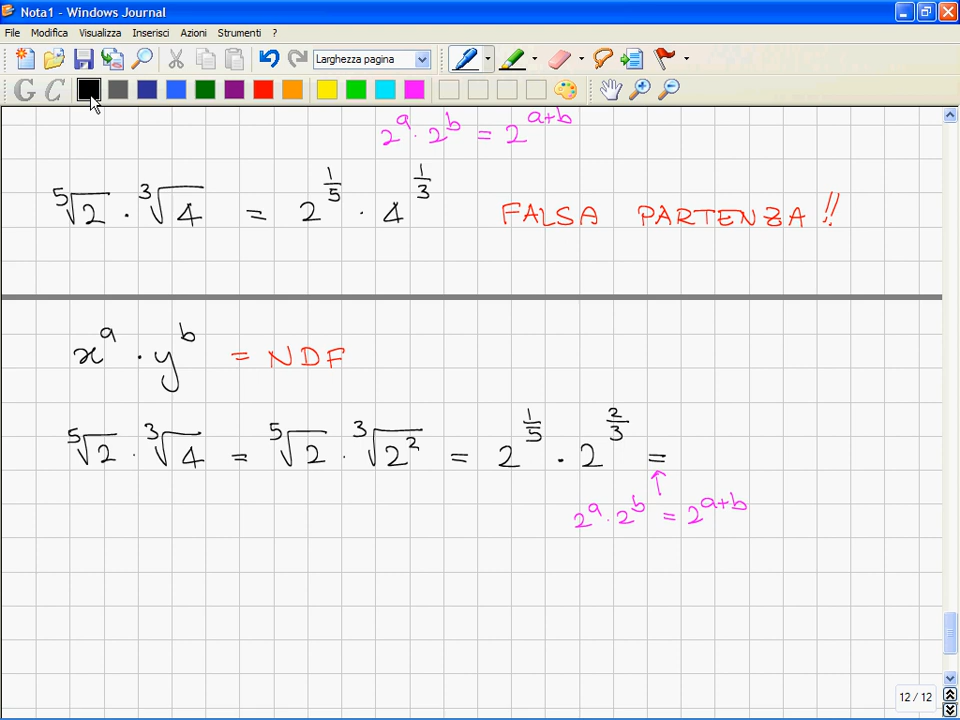 Nota1 - Windows Journal
File Modifica Visualizza Inserisci Azioni Strumenti ?
Larghezza pagina
G C
2^a · 2^b = 2^(a+b)
⁵√2 · ³√4 = 2^(1/5) · 4^(1/3) FALSA PARTENZA!!
x^a · y^b = NDF
⁵√2 · ³√4 = ⁵√2 · ³√(2²) = 2^(1/5) · 2^(2/3) =
↑
2^a · 2^b = 2^(a+b)
12/12